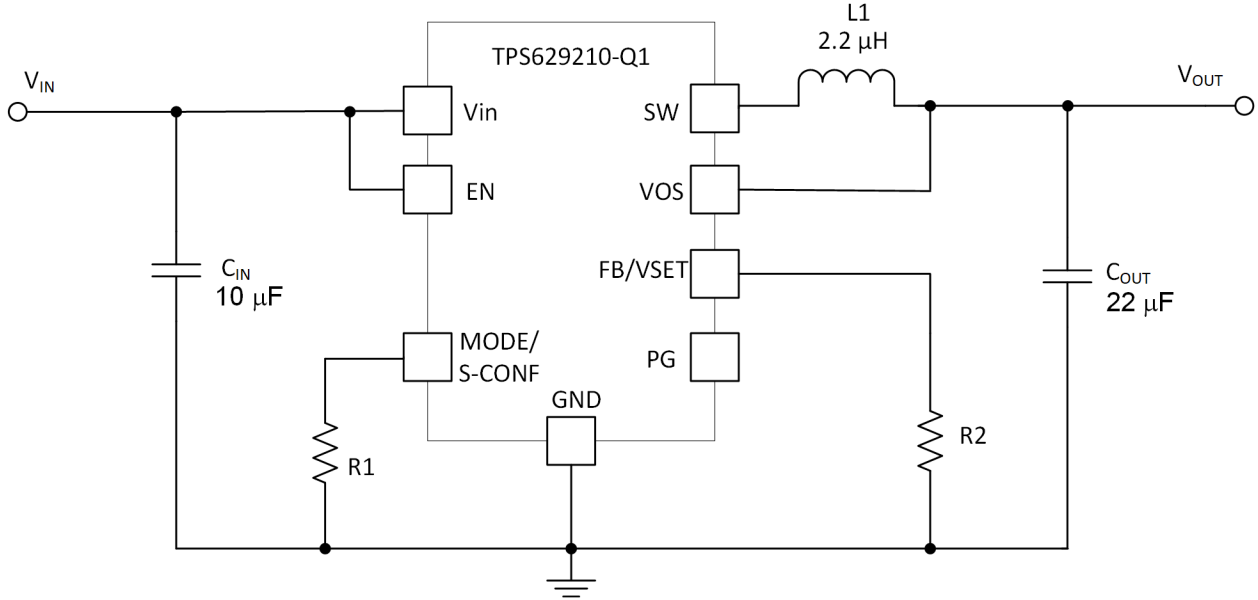 L1
2.2 µH
TPS629210-Q1
VIN
VOUT
Vin
SW
EN
VOS
FB/VSET
CIN
10 µF
COUT
22 µF
MODE/
S-CONF
PG
GND
R1
R2